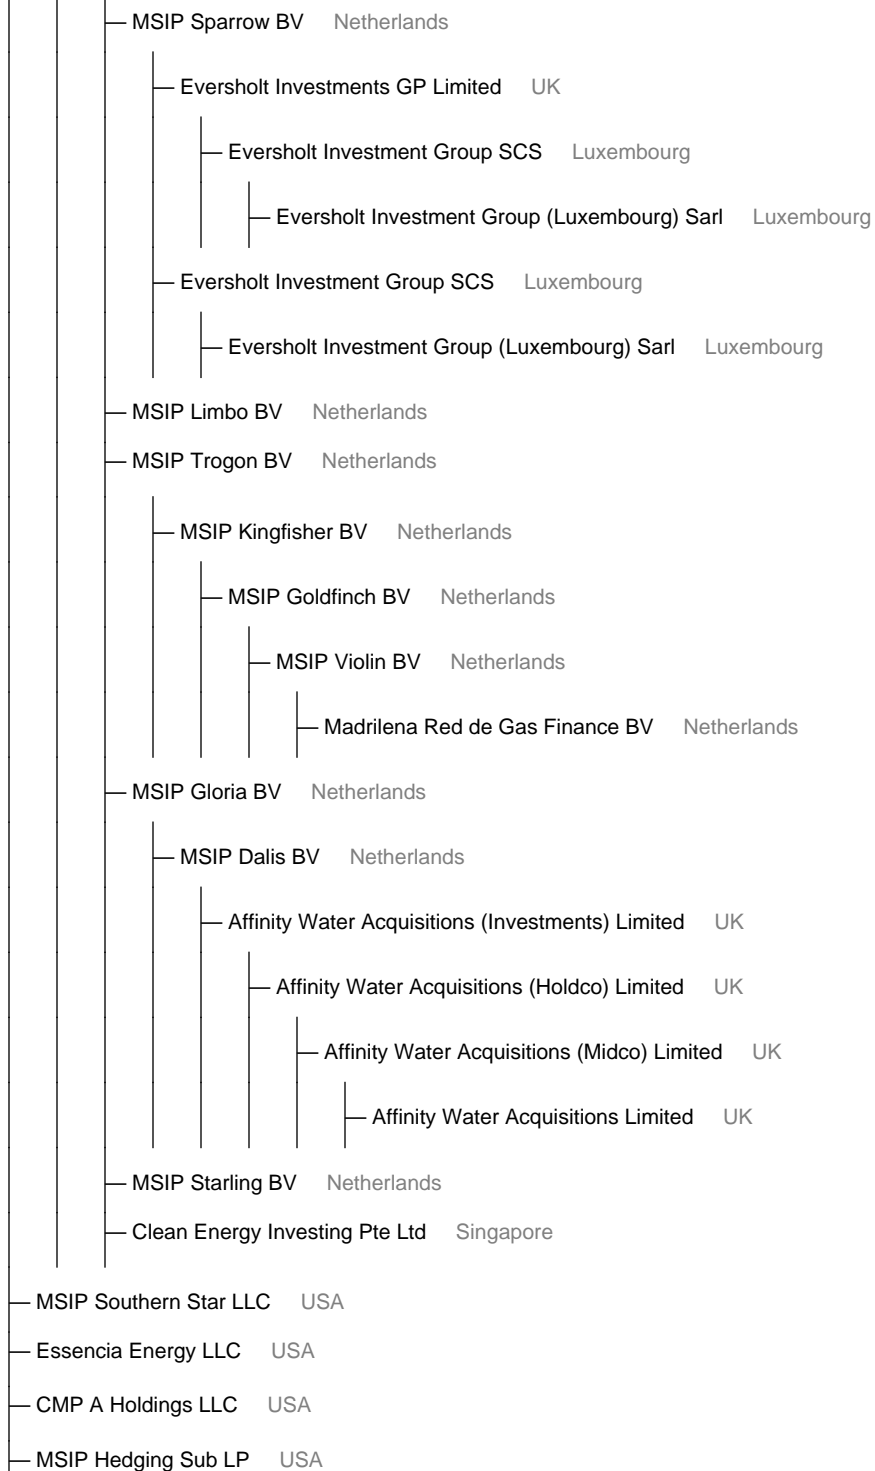 MSIP Sparrow BV Netherlands
Eversholt Investments GP Limited UK
Eversholt Investment Group SCS Luxembourg
Eversholt Investment Group (Luxembourg) Sarl Luxembourg
Eversholt Investment Group SCS Luxembourg
Eversholt Investment Group (Luxembourg) Sarl Luxembourg
MSIP Limbo BV Netherlands
MSIP Trogon BV Netherlands
MSIP Kingfisher BV Netherlands
MSIP Goldfinch BV Netherlands
MSIP Violin BV Netherlands
Madrilena Red de Gas Finance BV Netherlands
MSIP Gloria BV Netherlands
MSIP Dalis BV Netherlands
Affinity Water Acquisitions (Investments) Limited UK
Affinity Water Acquisitions (Holdco) Limited UK
Affinity Water Acquisitions (Midco) Limited UK
Affinity Water Acquisitions Limited UK
MSIP Starling BV Netherlands
Clean Energy Investing Pte Ltd Singapore
MSIP Southern Star LLC USA
Essencia Energy LLC USA
CMP A Holdings LLC USA
MSIP Hedging Sub LP USA